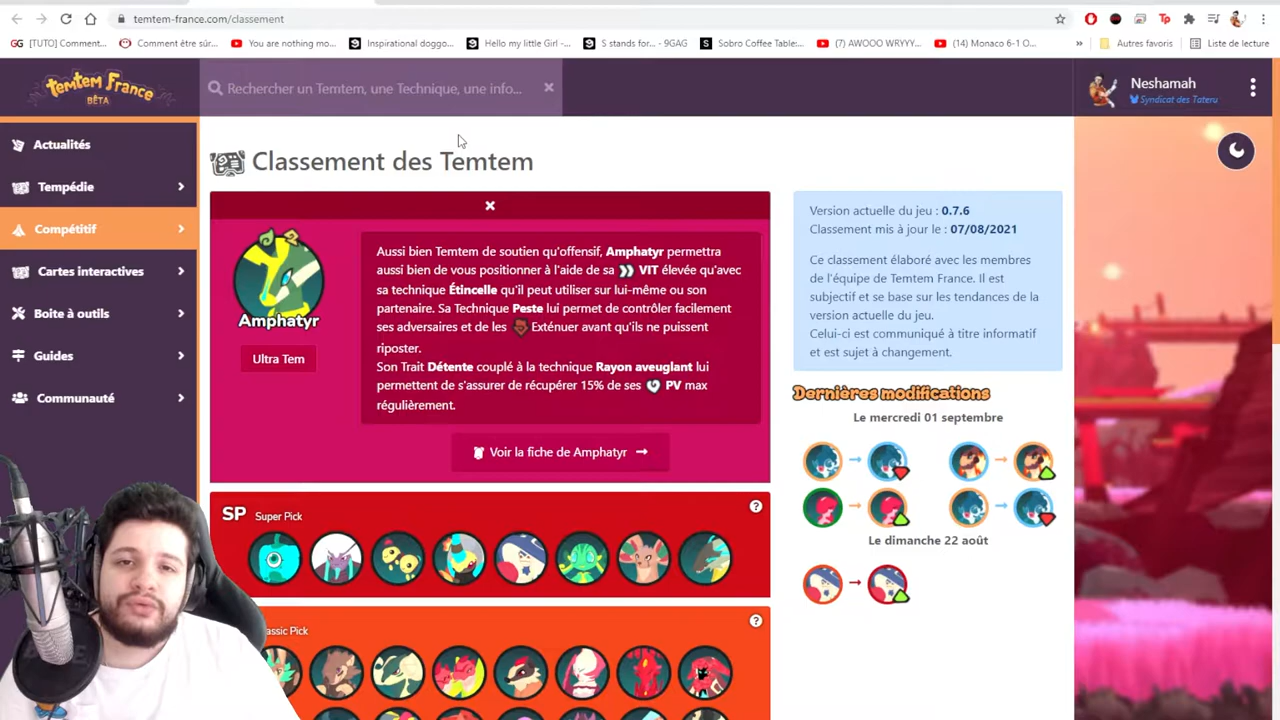 temtem-france.com/classement
[TUTO] Comment...
Comment être sûr...
You are nothing mo...
Inspirational doggo...
Hello my little Girl -...
S stands for... - 9GAG
Sobro Coffee Table:...
(7) AWOOO WRYYY...
(14) Monaco 6-1 O...
»
Autres favoris
Liste de lecture
temtem France
BÊTA
Rechercher un Temtem, une Technique, une info...
Neshamah
Syndicat des Tateru
Actualités
Tempédie
Compétitif
Cartes interactives
Boite à outils
Guides
Communauté
Classement des Temtem
Amphatyr
Ultra Tem
Aussi bien Temtem de soutien qu'offensif, Amphatyr permettra
aussi bien de vous positionner à l'aide de sa VIT élevée qu'avec
sa technique Étincelle qu'il peut utiliser sur lui-même ou son
partenaire. Sa Technique Peste lui permet de contrôler facilement
ses adversaires et de les Exténuer avant qu'ils ne puissent
riposter.
Son Trait Détente couplé à la technique Rayon aveuglant lui
permettent de s'assurer de récupérer 15% de ses PV max
régulièrement.
Voir la fiche de Amphatyr →
SP Super Pick
?
assic Pick
?
Version actuelle du jeu : 0.7.6
Classement mis à jour le : 07/08/2021
Ce classement élaboré avec les membres
de l'équipe de Temtem France. Il est
subjectif et se base sur les tendances de la
version actuelle du jeu.
Celui-ci est communiqué à titre informatif
et est sujet à changement.
Dernières modifications
Le mercredi 01 septembre
Le dimanche 22 août